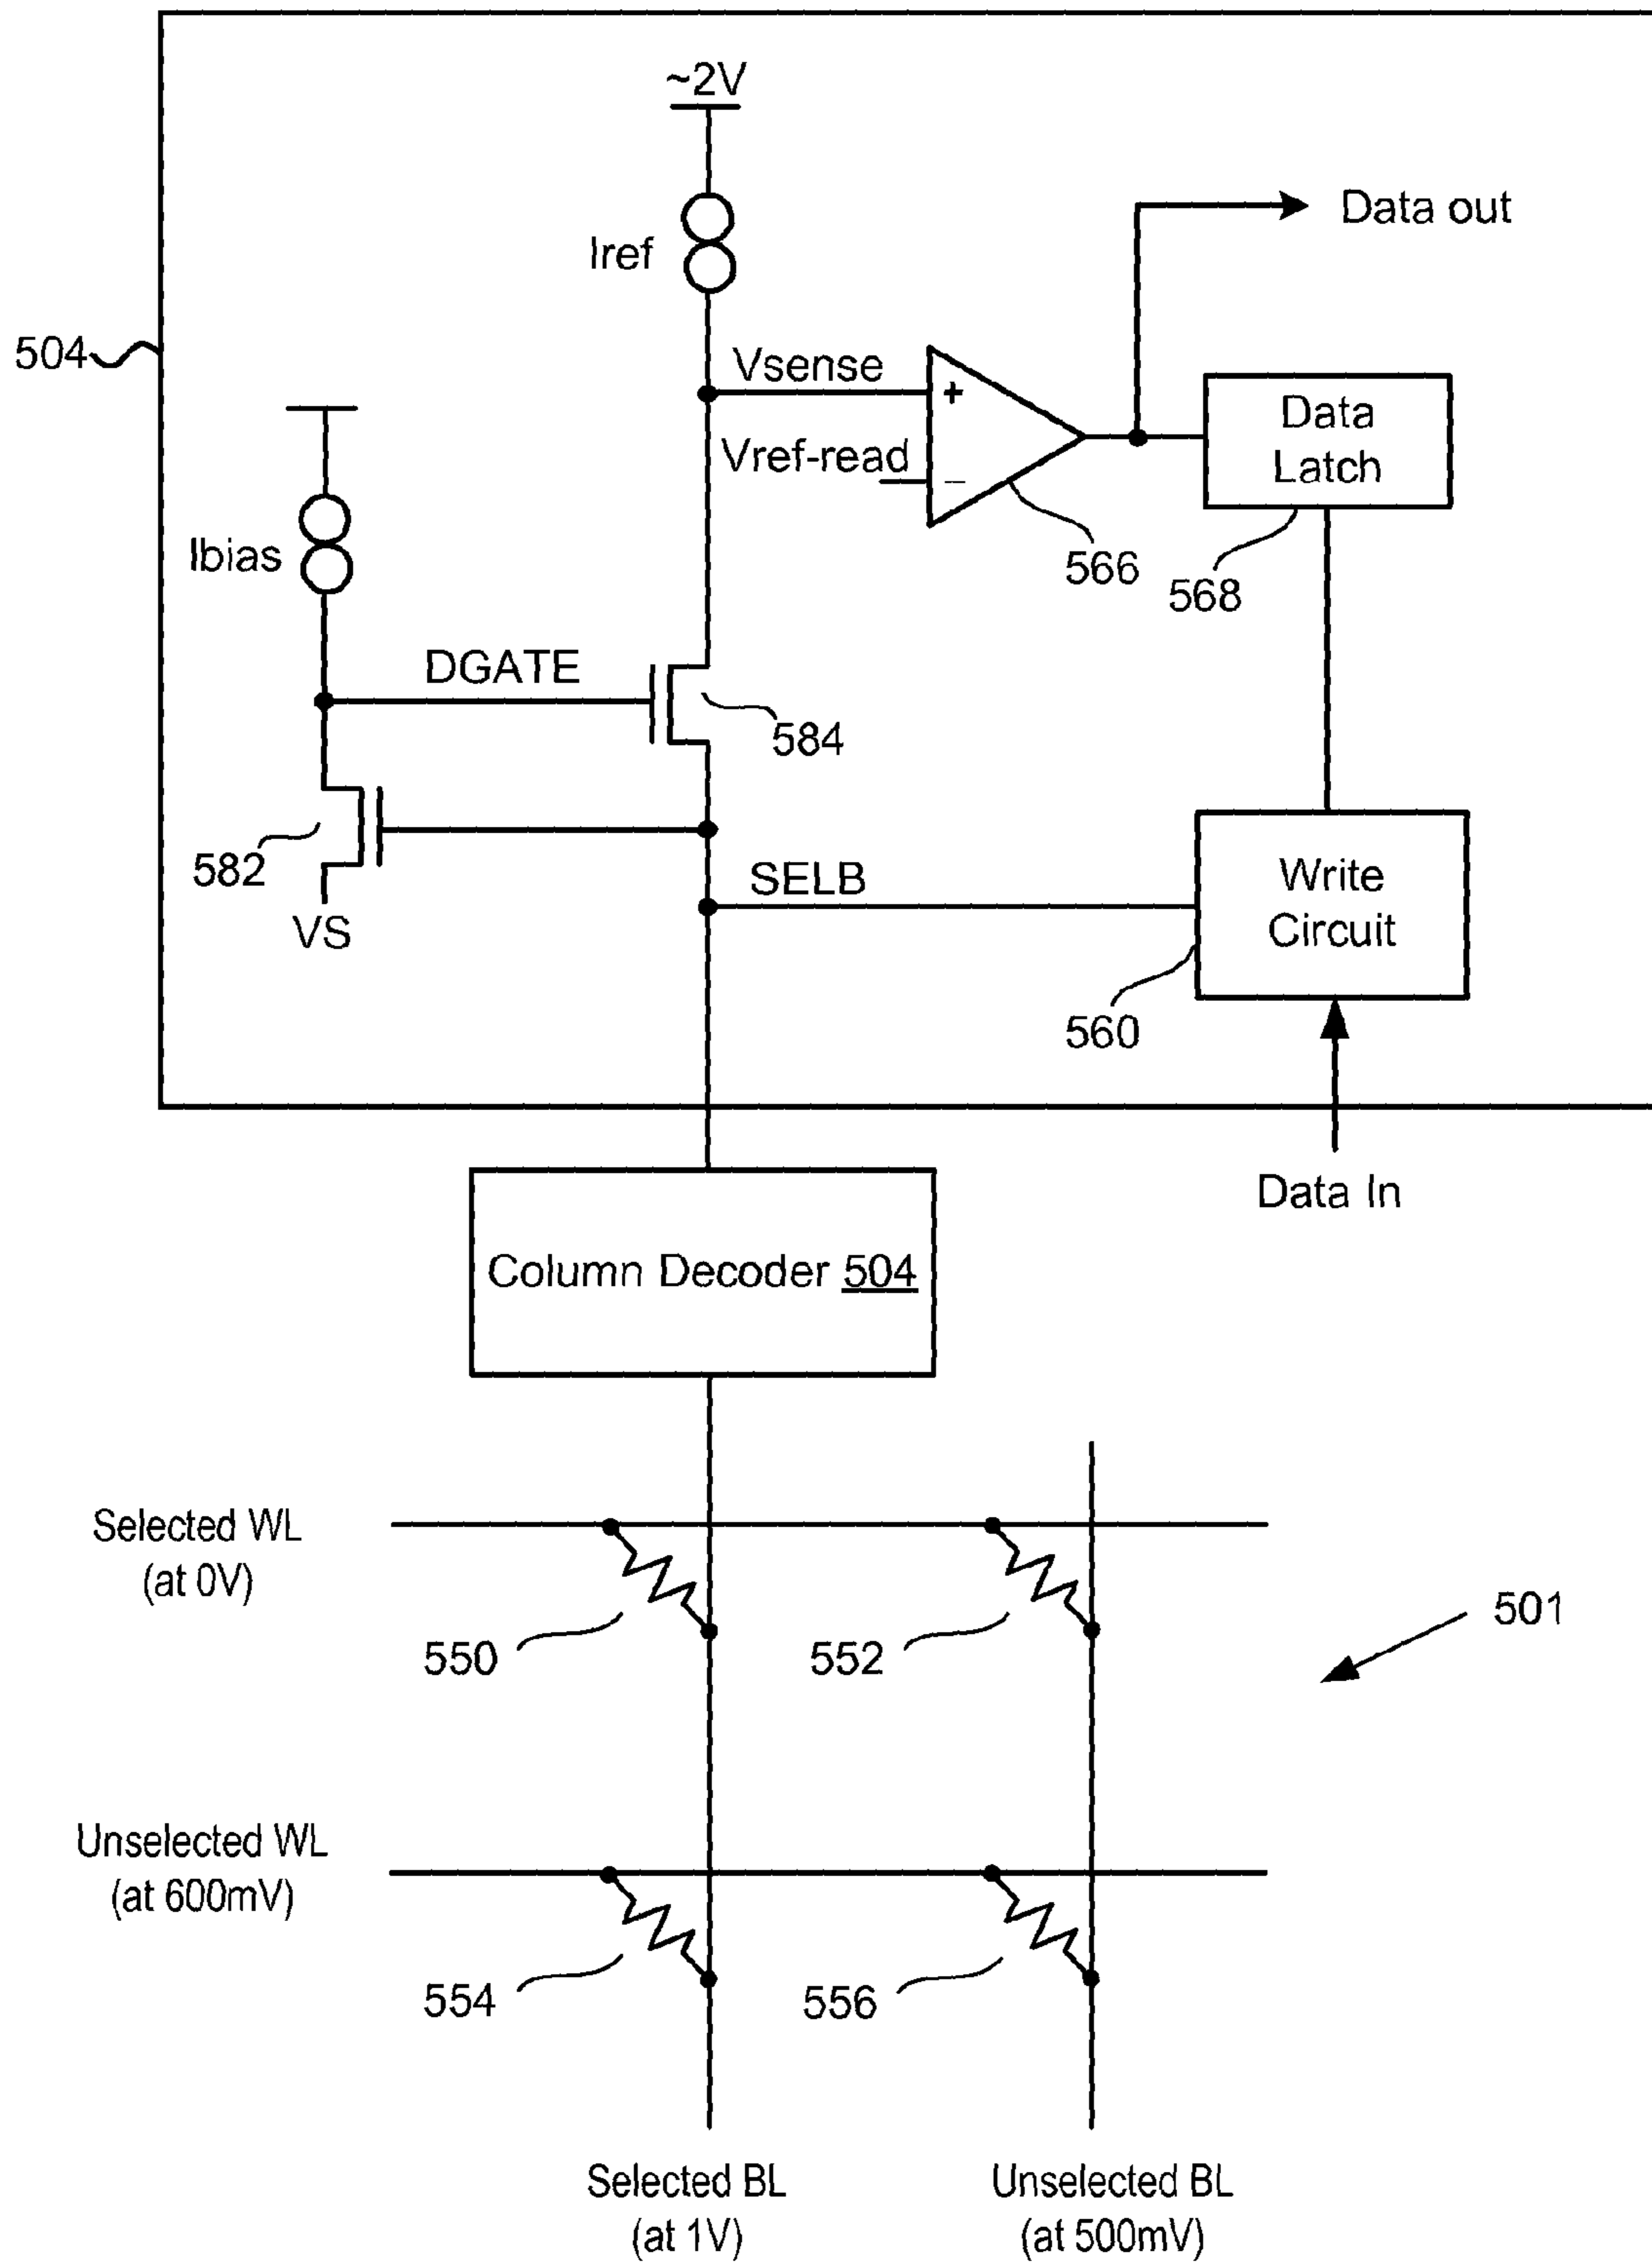 ~2V
Data out
Iref
504
Vsense
+
Data
Latch
Vref-read
–
Ibias
566
568
DGATE
584
582
SELB
Write
Circuit
VS
560
Data In
Column Decoder 504
Selected WL
(at 0V)
501
550
552
Unselected WL
(at 600mV)
554
556
Selected BL
(at 1V)
Unselected BL
(at 500mV)